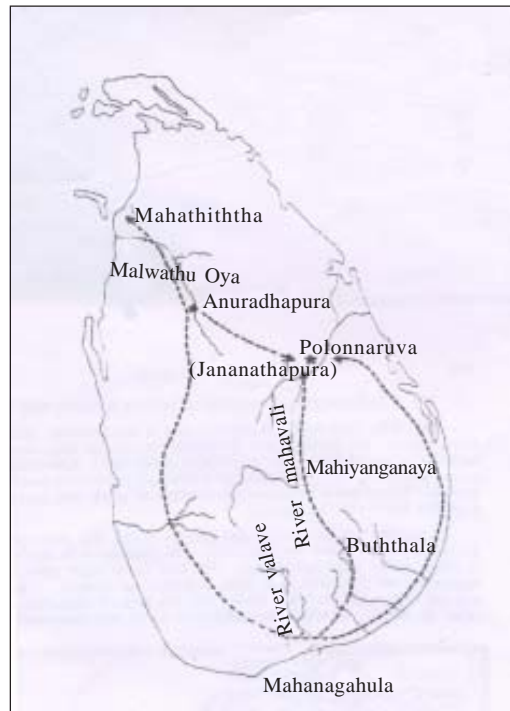 Mahathiththa
Malwathu Oya
Anuradhapura
Polonnaruva
(Jananathapura)
River mahavali
Mahiyanganaya
Buththala
River valave
Mahanagahula